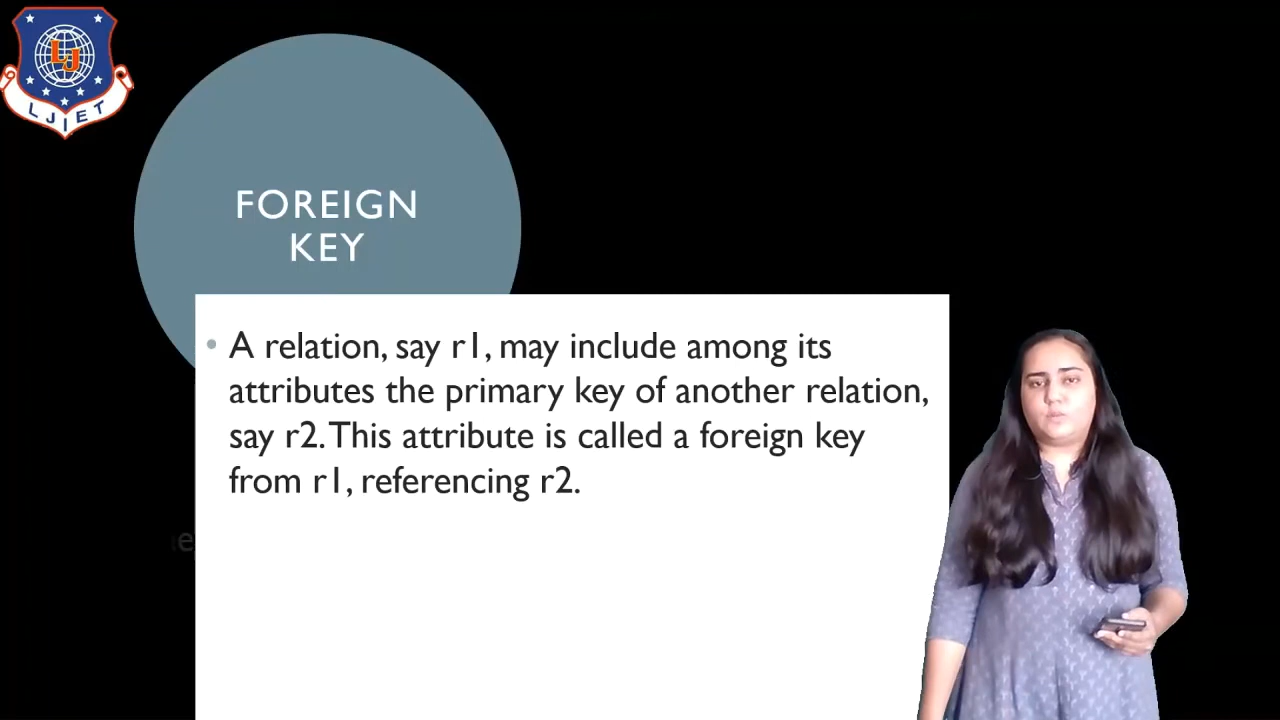 LJ
LJIET
FOREIGN
KEY
• A relation, say r1, may include among its
attributes the primary key of another relation,
say r2. This attribute is called a foreign key
from r1, referencing r2.